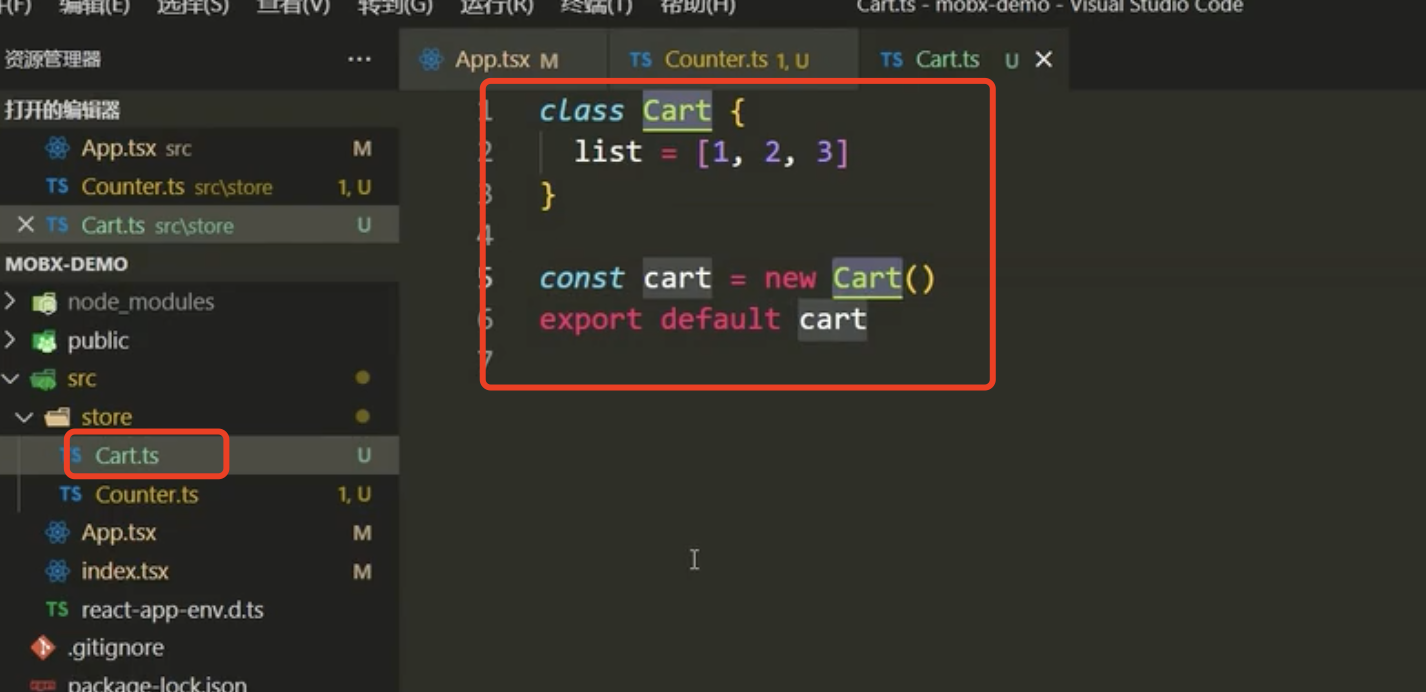 编辑(E) 选择(S) 查看(V) 转到(G) 运行(R) 终端(T) 帮助(H) Cart.ts - mobx-demo - Visual Studio Code
资源管理器 ···
App.tsx M
TS Counter.ts 1, U
TS Cart.ts U
打开的编辑器
App.tsx src M
TS Counter.ts src\store 1, U
TS Cart.ts src\store U
MOBX-DEMO
node_modules
public
src
store
TS Cart.ts U
TS Counter.ts 1, U
App.tsx M
index.tsx M
TS react-app-env.d.ts
.gitignore
package-lock.json
1 class Cart {
2 list = [1, 2, 3]
3 }
4
5 const cart = new Cart()
6 export default cart
7